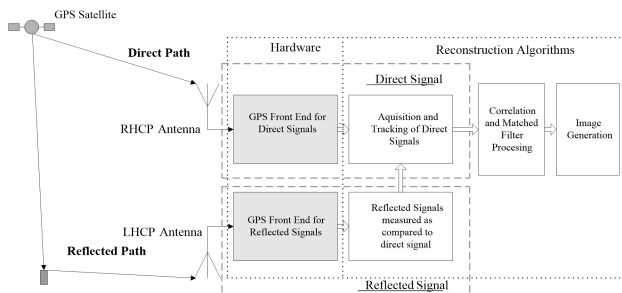 GPS Satellite
Direct Path
Hardware
Reconstruction Algorithms
Direct Signal
RHCP Antenna
GPS Front End for
Direct Signals
Aquisition and
Tracking of Direct
Signals
Correlation
and Matched
Filter
Procesing
Image
Generation
LHCP Antenna
Reflected Path
GPS Front End for
Reflected Signals
Reflected Signals
measured as
compared to
direct signal
Reflected Signal